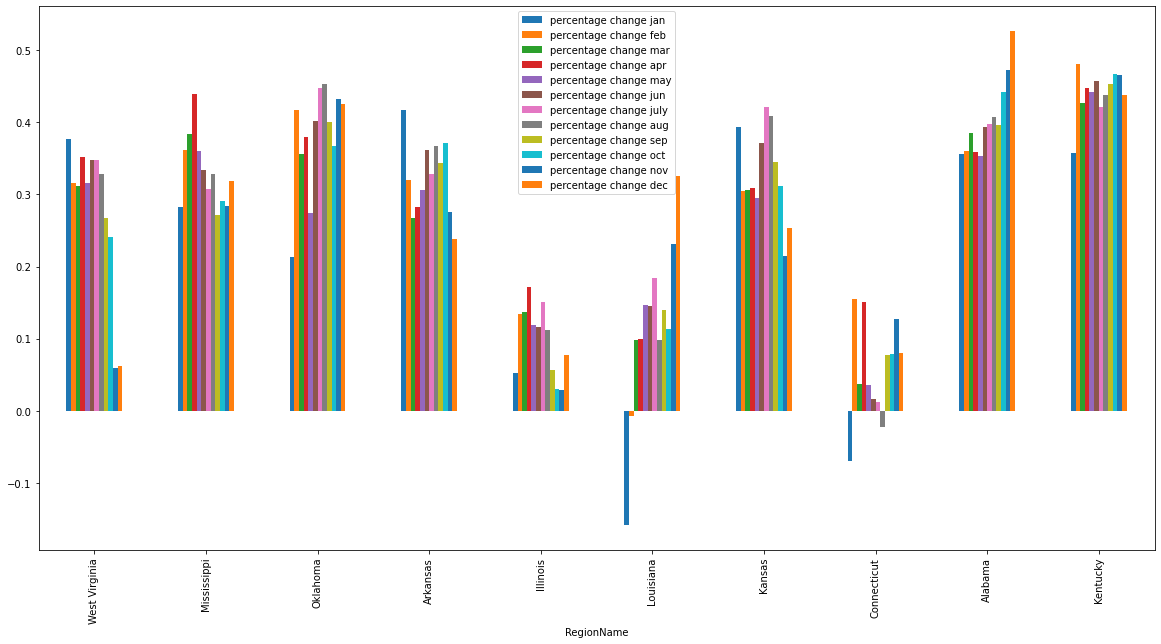 percentage change jan
percentage change feb
percentage change mar
percentage change apr
percentage change may
percentage change jun
percentage change july
percentage change aug
percentage change sep
percentage change oct
percentage change nov
percentage change dec
0.5
0.4
0.3
0.2
0.1
0.0
−0.1
West Virginia
Mississippi
Oklahoma
Arkansas
Illinois
Louisiana
Kansas
Connecticut
Alabama
Kentucky
RegionName